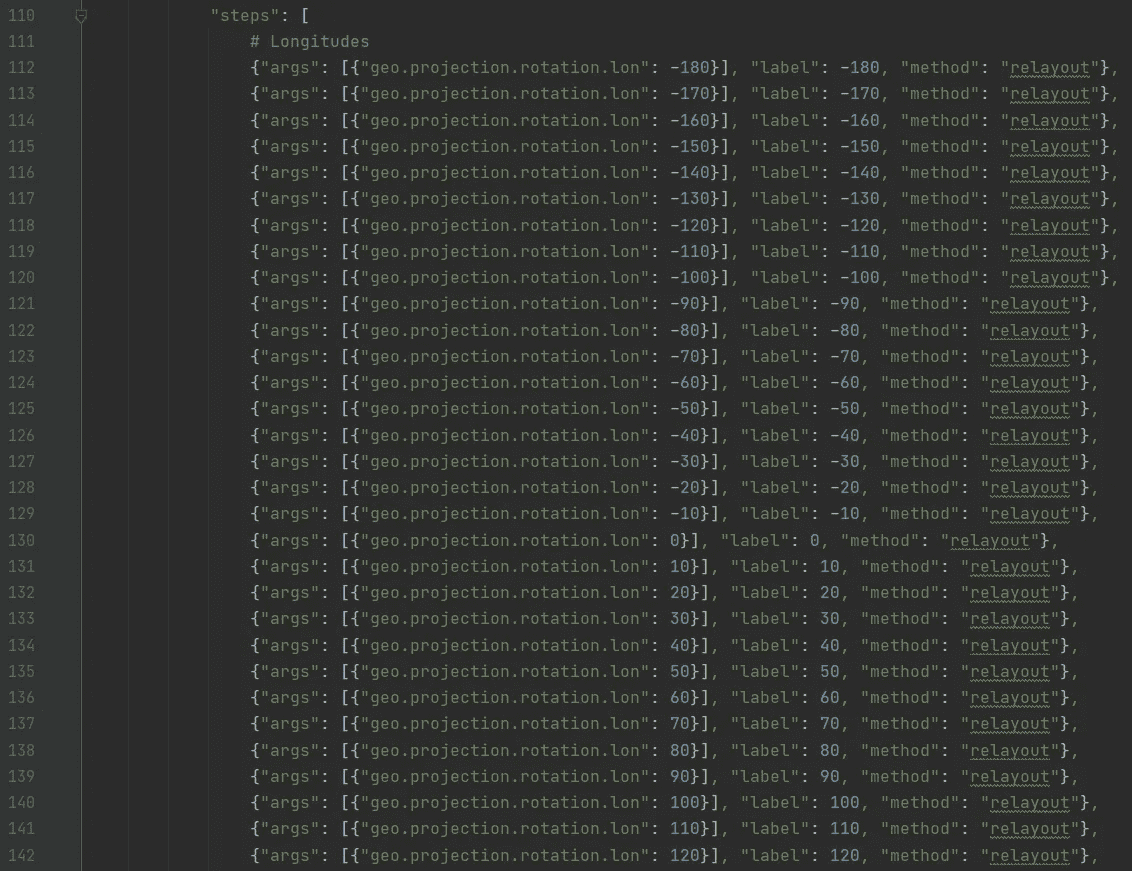 110 "steps": [
111 # Longitudes
112 {"args": [{"geo.projection.rotation.lon": -180}], "label": -180, "method": "relayout"},
113 {"args": [{"geo.projection.rotation.lon": -170}], "label": -170, "method": "relayout"},
114 {"args": [{"geo.projection.rotation.lon": -160}], "label": -160, "method": "relayout"},
115 {"args": [{"geo.projection.rotation.lon": -150}], "label": -150, "method": "relayout"},
116 {"args": [{"geo.projection.rotation.lon": -140}], "label": -140, "method": "relayout"},
117 {"args": [{"geo.projection.rotation.lon": -130}], "label": -130, "method": "relayout"},
118 {"args": [{"geo.projection.rotation.lon": -120}], "label": -120, "method": "relayout"},
119 {"args": [{"geo.projection.rotation.lon": -110}], "label": -110, "method": "relayout"},
120 {"args": [{"geo.projection.rotation.lon": -100}], "label": -100, "method": "relayout"},
121 {"args": [{"geo.projection.rotation.lon": -90}], "label": -90, "method": "relayout"},
122 {"args": [{"geo.projection.rotation.lon": -80}], "label": -80, "method": "relayout"},
123 {"args": [{"geo.projection.rotation.lon": -70}], "label": -70, "method": "relayout"},
124 {"args": [{"geo.projection.rotation.lon": -60}], "label": -60, "method": "relayout"},
125 {"args": [{"geo.projection.rotation.lon": -50}], "label": -50, "method": "relayout"},
126 {"args": [{"geo.projection.rotation.lon": -40}], "label": -40, "method": "relayout"},
127 {"args": [{"geo.projection.rotation.lon": -30}], "label": -30, "method": "relayout"},
128 {"args": [{"geo.projection.rotation.lon": -20}], "label": -20, "method": "relayout"},
129 {"args": [{"geo.projection.rotation.lon": -10}], "label": -10, "method": "relayout"},
130 {"args": [{"geo.projection.rotation.lon": 0}], "label": 0, "method": "relayout"},
131 {"args": [{"geo.projection.rotation.lon": 10}], "label": 10, "method": "relayout"},
132 {"args": [{"geo.projection.rotation.lon": 20}], "label": 20, "method": "relayout"},
133 {"args": [{"geo.projection.rotation.lon": 30}], "label": 30, "method": "relayout"},
134 {"args": [{"geo.projection.rotation.lon": 40}], "label": 40, "method": "relayout"},
135 {"args": [{"geo.projection.rotation.lon": 50}], "label": 50, "method": "relayout"},
136 {"args": [{"geo.projection.rotation.lon": 60}], "label": 60, "method": "relayout"},
137 {"args": [{"geo.projection.rotation.lon": 70}], "label": 70, "method": "relayout"},
138 {"args": [{"geo.projection.rotation.lon": 80}], "label": 80, "method": "relayout"},
139 {"args": [{"geo.projection.rotation.lon": 90}], "label": 90, "method": "relayout"},
140 {"args": [{"geo.projection.rotation.lon": 100}], "label": 100, "method": "relayout"},
141 {"args": [{"geo.projection.rotation.lon": 110}], "label": 110, "method": "relayout"},
142 {"args": [{"geo.projection.rotation.lon": 120}], "label": 120, "method": "relayout"},